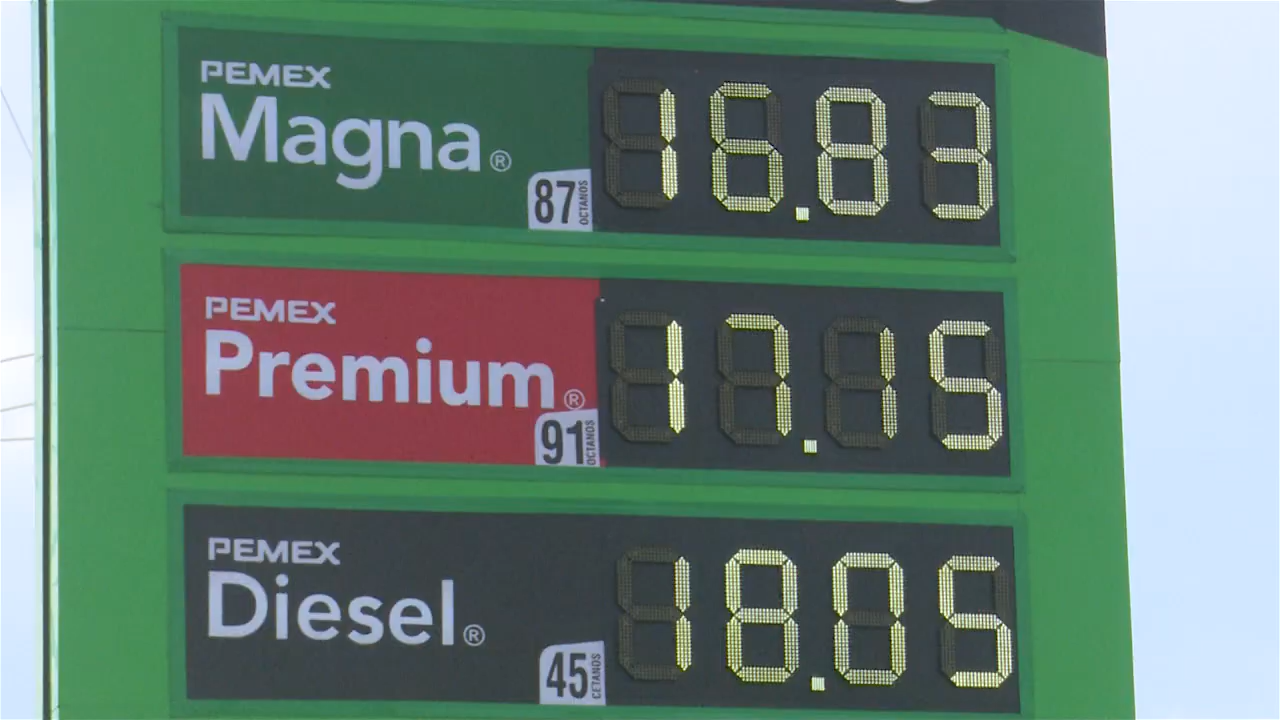 PEMEX
Magna®
87 OCTANOS
16.83
PEMEX
Premium®
91 OCTANOS
17.15
PEMEX
Diesel®
45 CETANOS
18.05